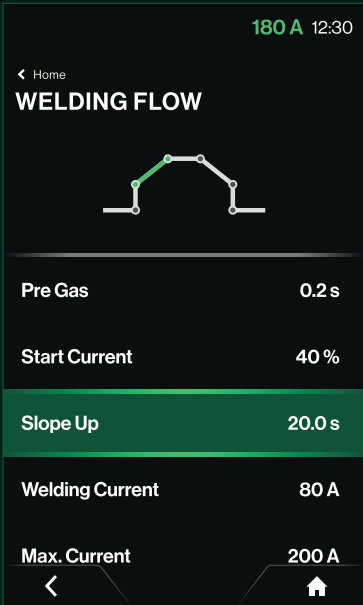 180 A 12:30
Home
WELDING FLOW
Pre Gas 0.2 s
Start Current 40 %
Slope Up 20.0 s
Welding Current 80 A
Max. Current 200 A